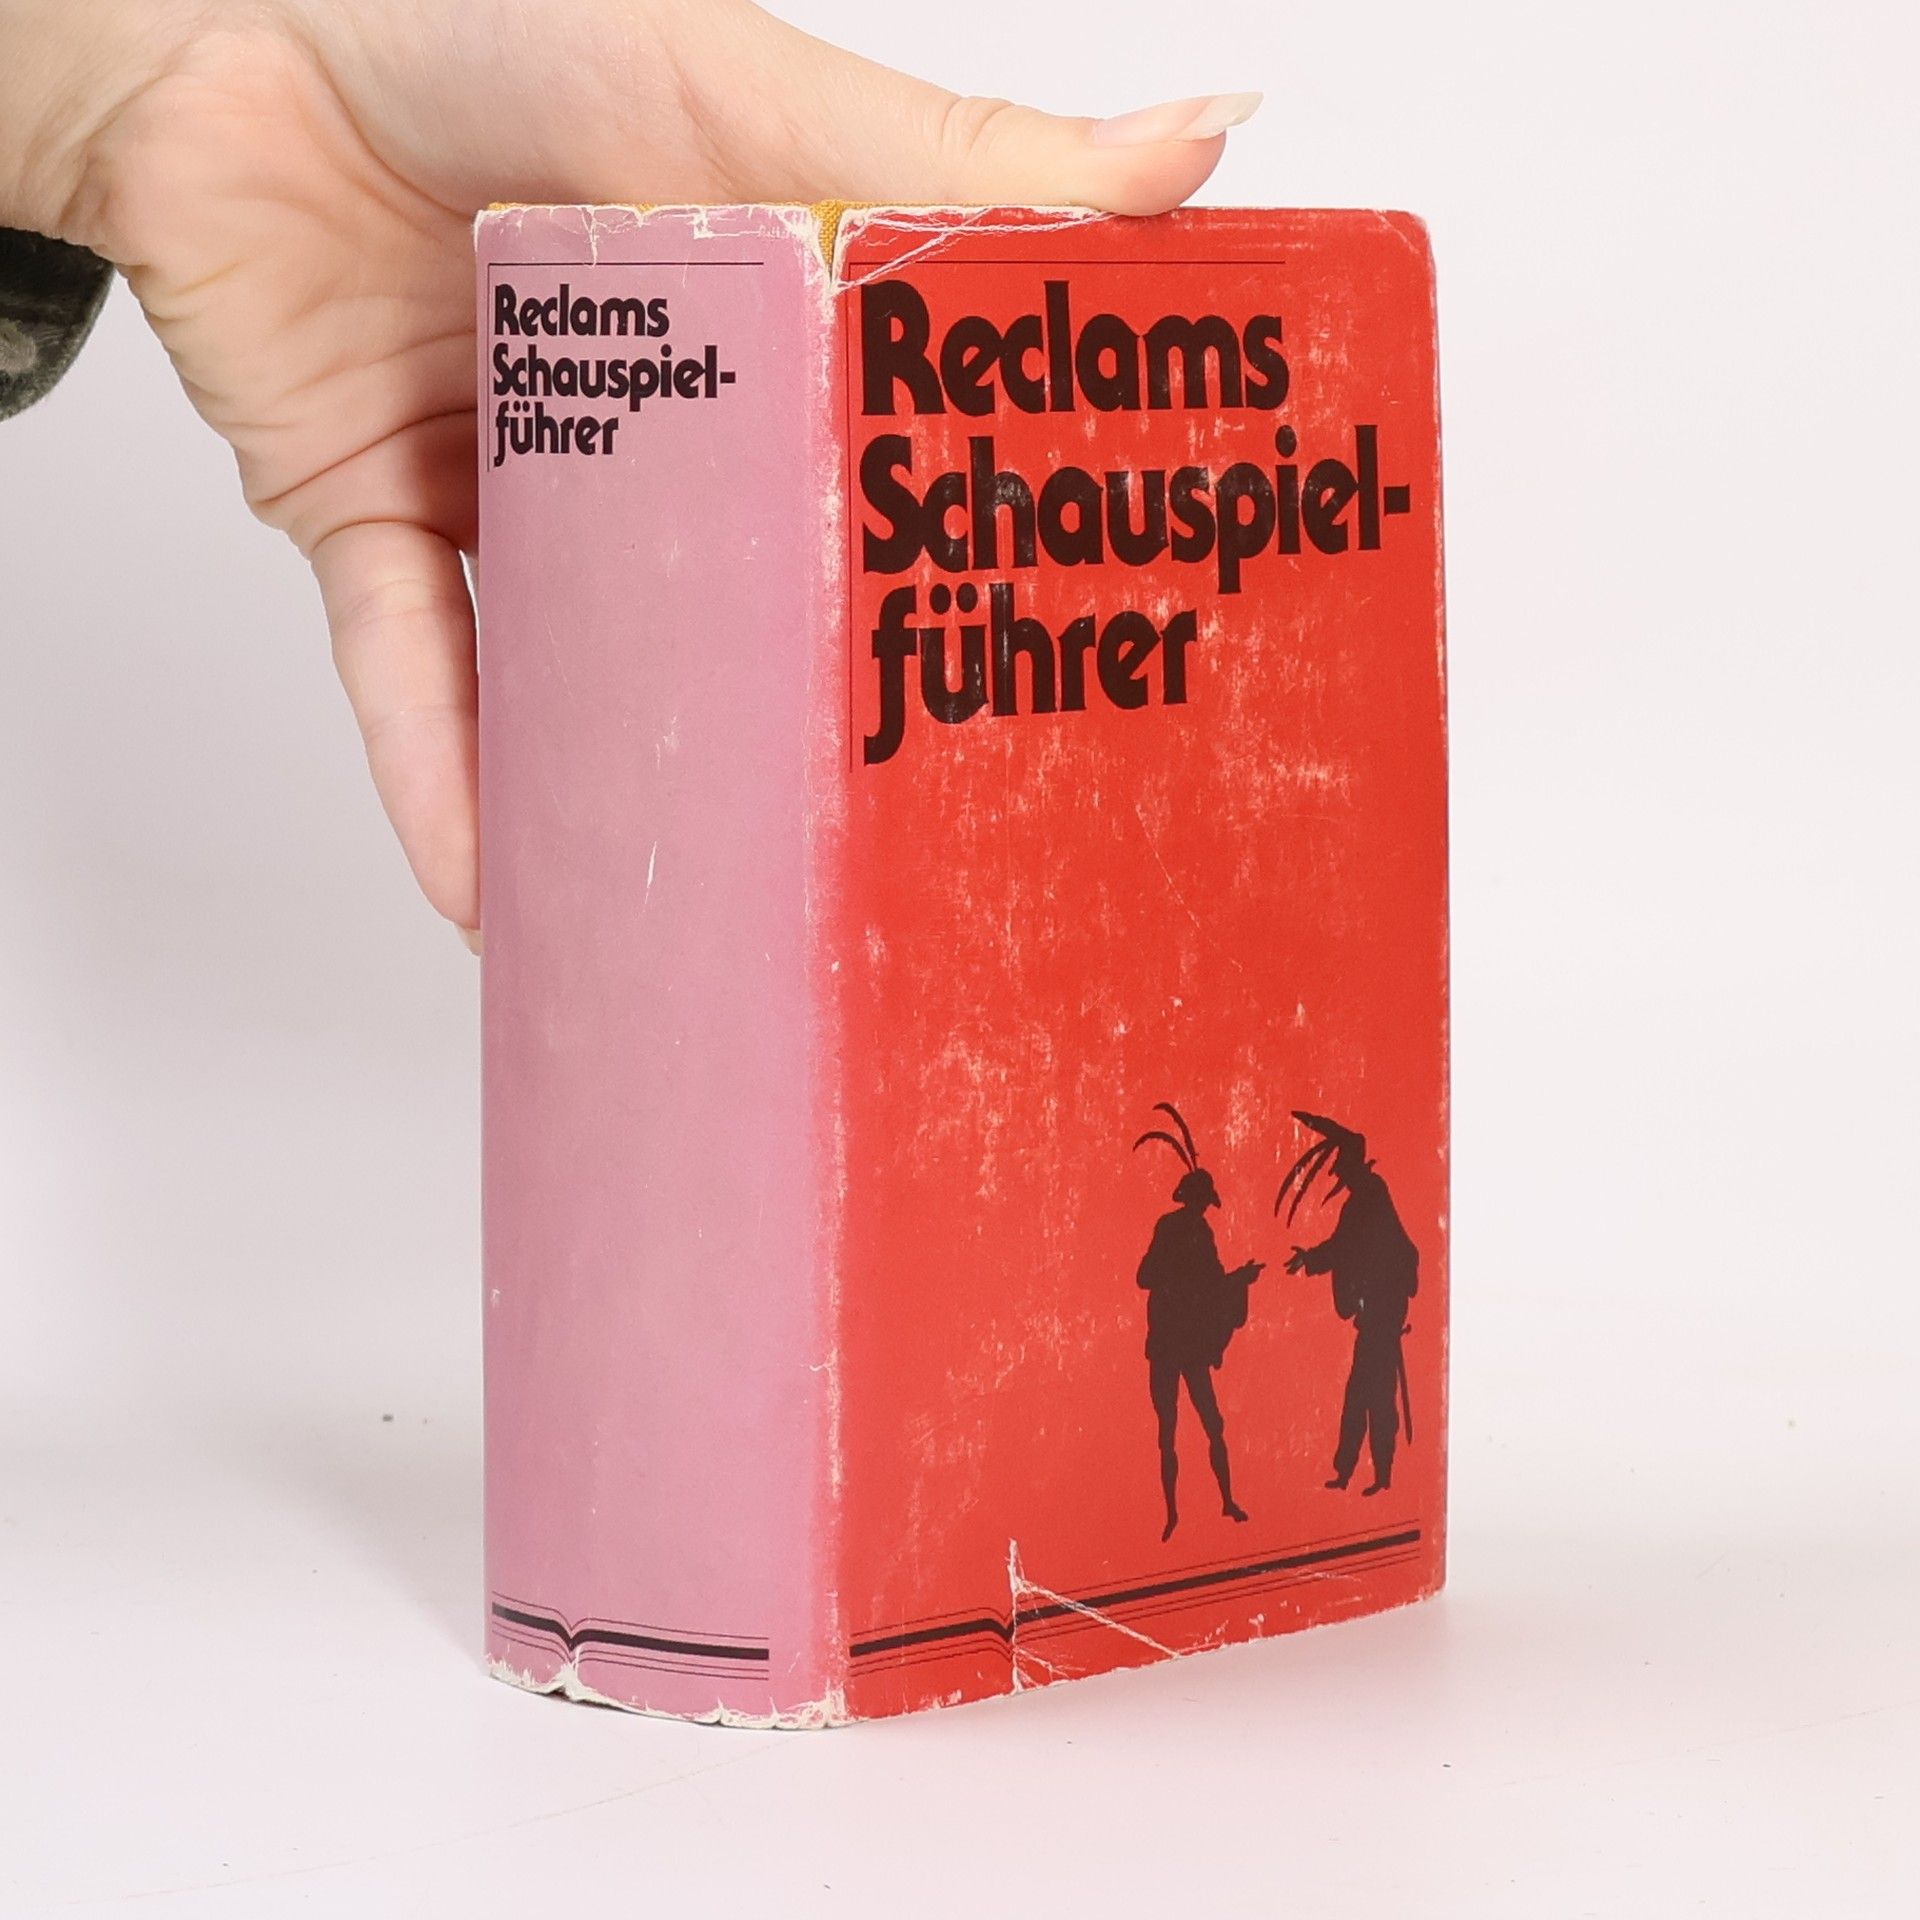 Reclams
Schauspiel-
führer
Reclams
Schauspiel-
führer